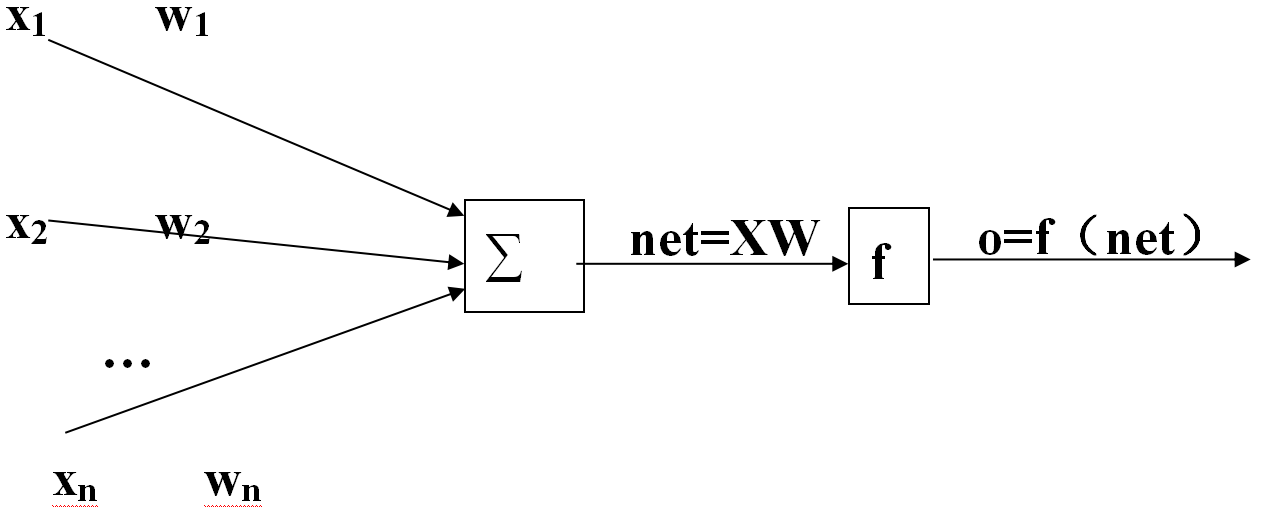 x₁ w₁
x₂ w₂
∑ net=XW f o=f（net）
…
xₙ wₙ